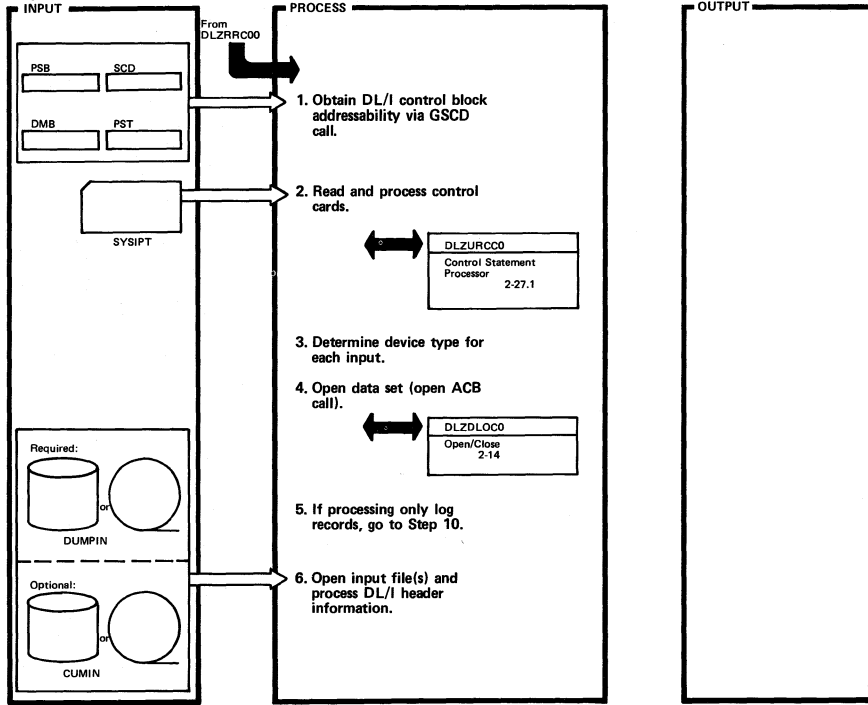 INPUT
PROCESS
OUTPUT
From
DLZRRC00
PSB
SCD
DMB
PST
1. Obtain DL/I control block
addressability via GSCD
call.
2. Read and process control
cards.
SYSIPT
DLZURCC0
Control Statement
Processor
2-27.1
3. Determine device type for
each input.
4. Open data set (open ACB
call).
DLZDLOC0
Open/Close
2-14
Required:
or
DUMPIN
5. If processing only log
records, go to Step 10.
6. Open input file(s) and
process DL/I header
information.
Optional:
or
CUMIN